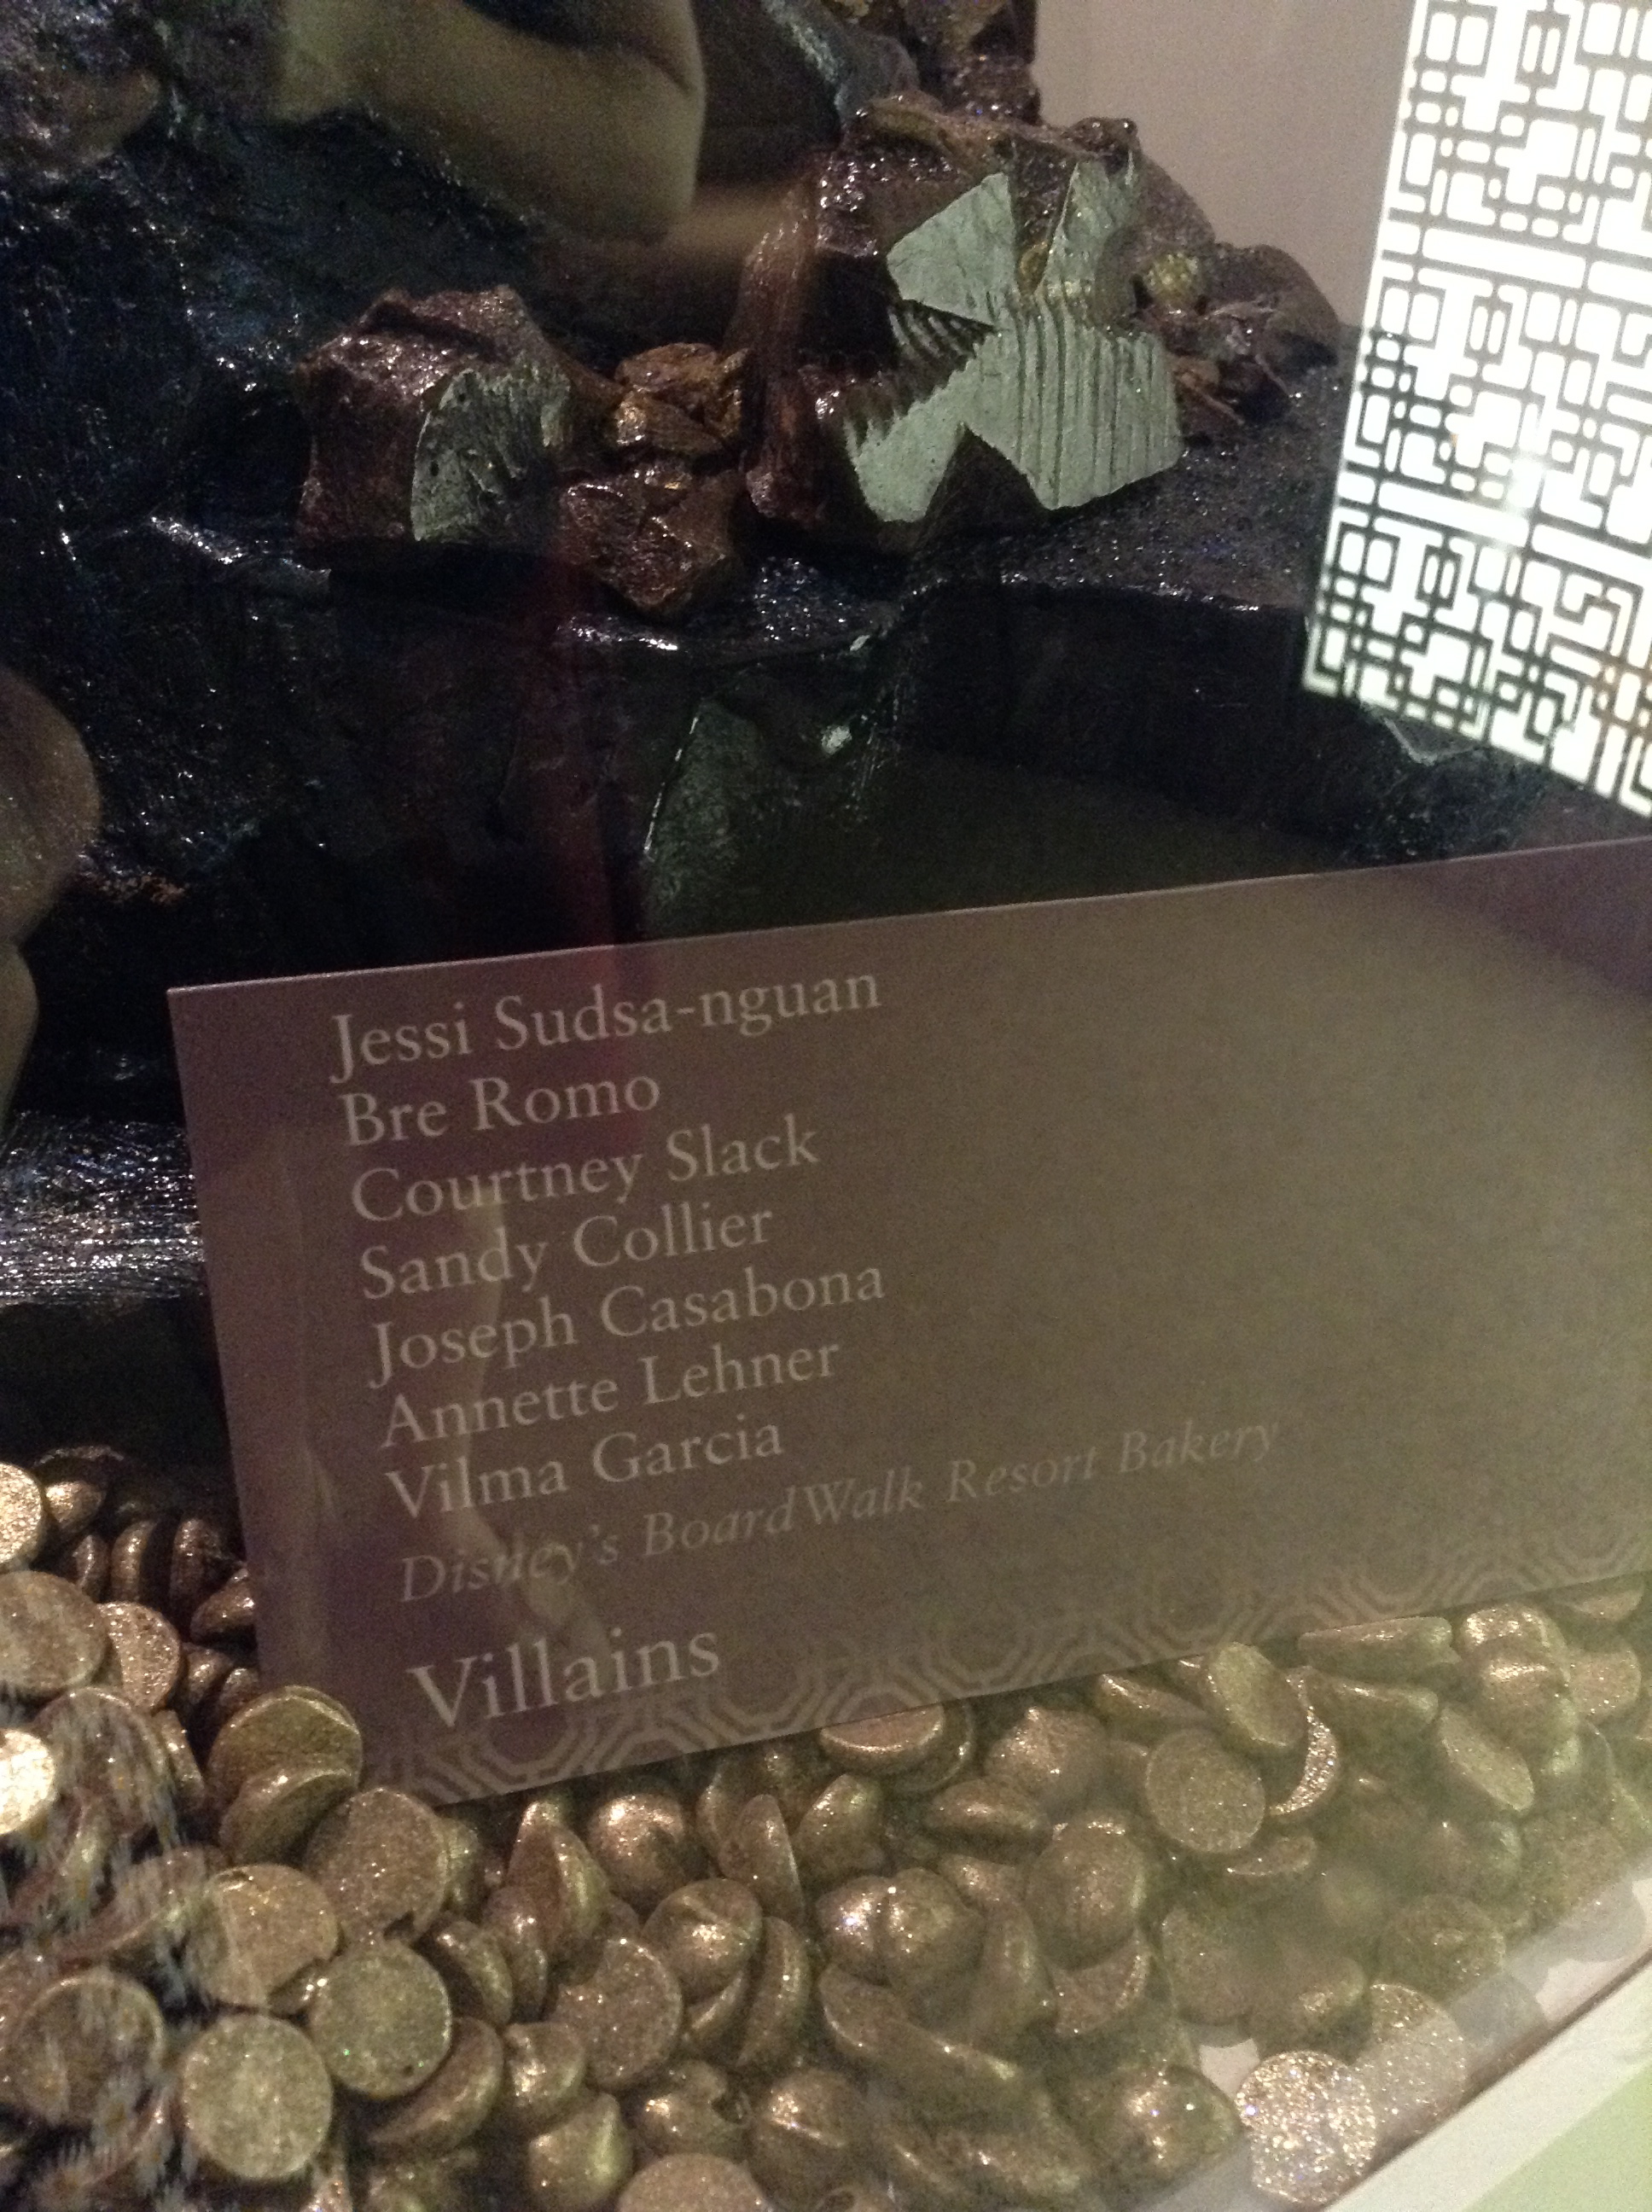 Jessi Sudsa-nguan
Bre Romo
Courtney Slack
Sandy Collier
Joseph Casabona
Annette Lehner
Vilma Garcia
Disney's BoardWalk Resort Bakery
Villains